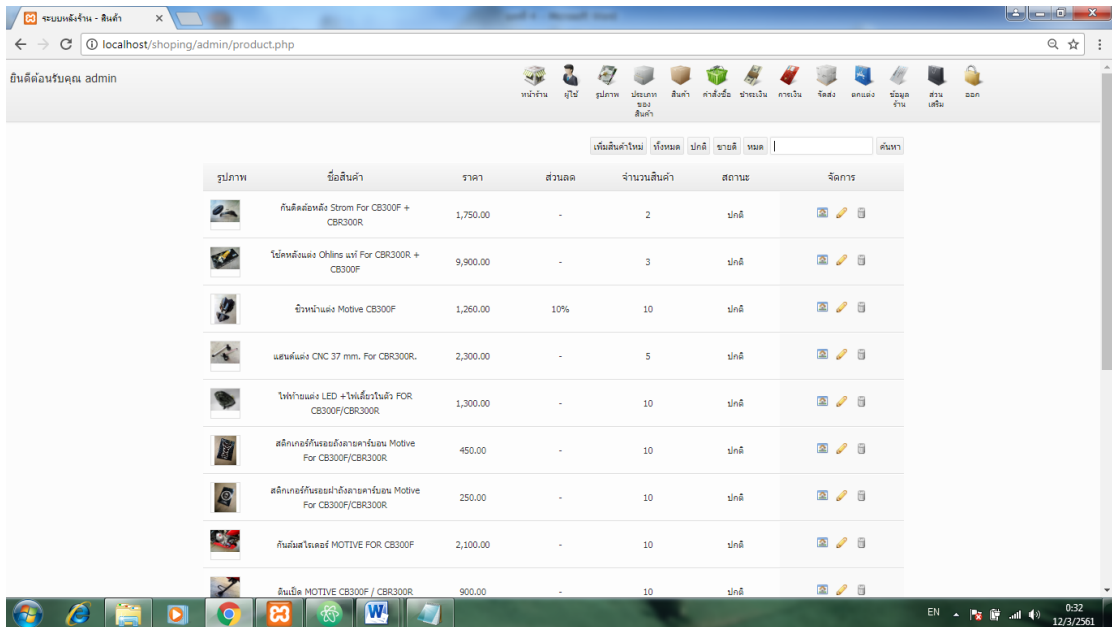 ระบบหลังร้าน - สินค้า
localhost/shoping/admin/product.php
ยินดีต้อนรับคุณ admin
หน้าร้าน ผู้ใช้ รูปภาพ ประเภทของสินค้า สินค้า คำสั่งซื้อ ชำระเงิน การเงิน จัดส่ง ตกแต่ง ข้อมูลร้าน ส่วนเสริม ออก
เพิ่มสินค้าใหม่ ทั้งหมด ปกติ ขายดี หมด ค้นหา
รูปภาพ ชื่อสินค้า ราคา ส่วนลด จำนวนสินค้า สถานะ จัดการ
กันดีดล้อหลัง Strom For CB300F +
CBR300R
1,750.00 - 2 ปกติ
โช้คหลังแต่ง Ohlins แท้ For CBR300R +
CB300F
9,900.00 - 3 ปกติ
ชิวหน้าแต่ง Motive CB300F 1,260.00 10% 10 ปกติ
แฮนด์แต่ง CNC 37 mm. For CBR300R. 2,300.00 - 5 ปกติ
ไฟท้ายแต่ง LED +ไฟเลี้ยวในตัว FOR
CB300F/CBR300R
1,300.00 - 10 ปกติ
สติกเกอร์กันรอยถังลายคาร์บอน Motive
For CB300F/CBR300R
450.00 - 10 ปกติ
สติกเกอร์กันรอยฝาถังลายคาร์บอน Motive
For CB300F/CBR300R
250.00 - 10 ปกติ
กันล้มสไรเดอร์ MOTIVE FOR CB300F 2,100.00 - 10 ปกติ
ตีนเป็ด MOTIVE CB300F / CBR300R 900.00 - 10 ปกติ
EN 0:32
12/3/2561